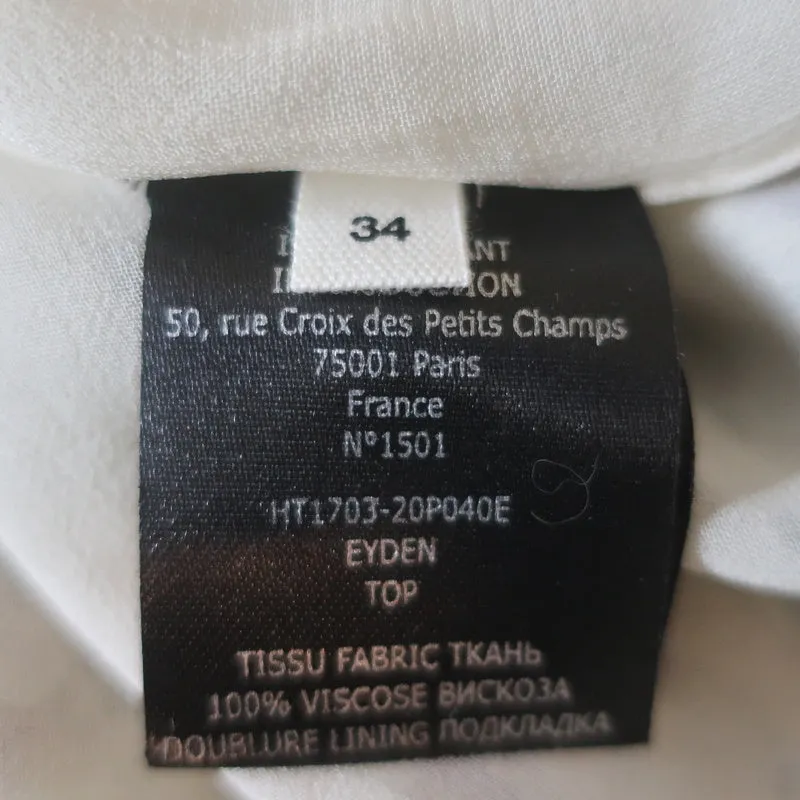 34
50, rue Croix des Petits Champs
75001 Paris
France
N°1501
HT1703-20P040E
EYDEN
TOP
TISSU FABRIC ТКАНЬ
100% VISCOSE ВИСКОЗА
DOUBLURE LINING ПОДКЛАДКА